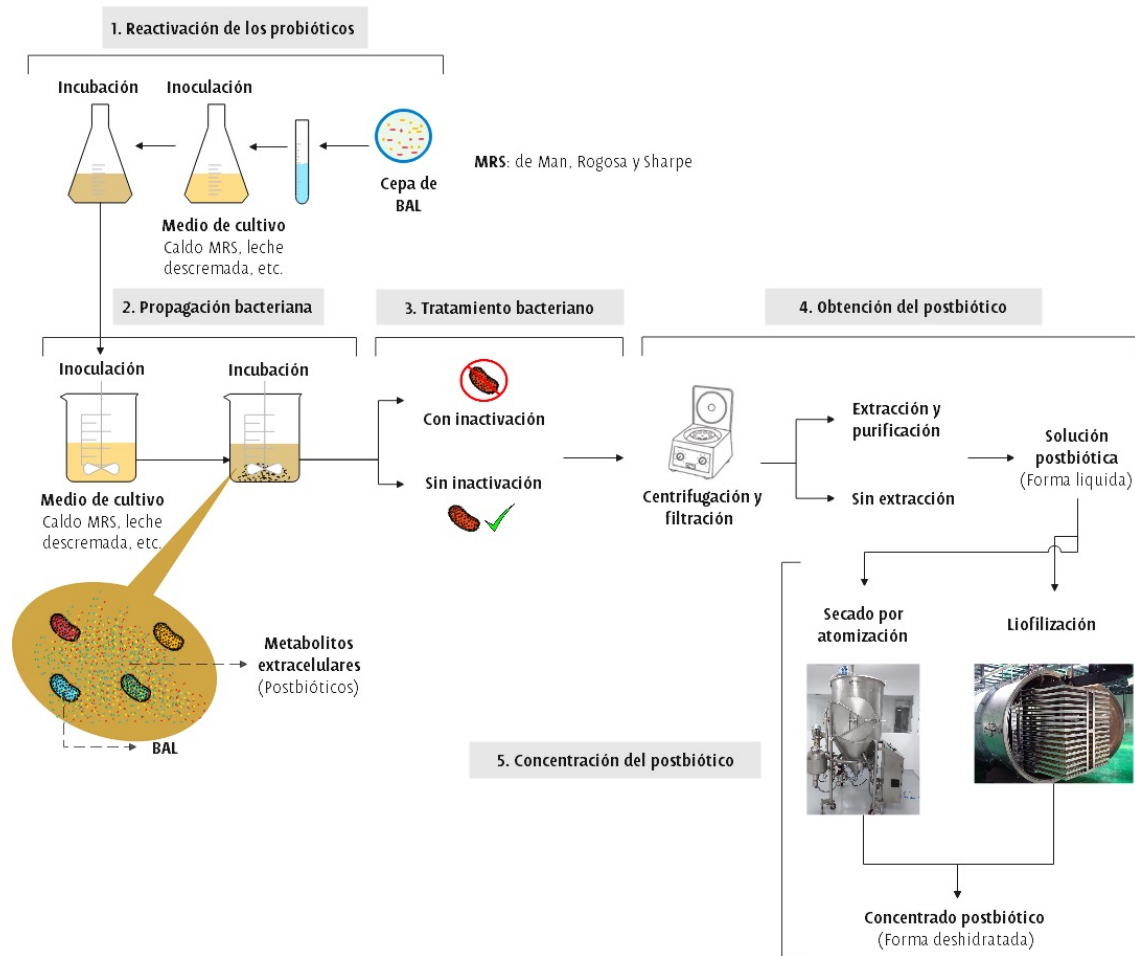 1. Reactivación de los probióticos
Incubación
Inoculación
MRS: de Man, Rogosa y Sharpe
Cepa de
BAL
Medio de cultivo
Caldo MRS, leche
descremada, etc.
2. Propagación bacteriana
3. Tratamiento bacteriano
4. Obtención del postbiótico
Inoculación
Incubación
Medio de cultivo
Caldo MRS, leche
descremada, etc.
Con inactivación
Sin inactivación
Centrifugación y
filtración
Extracción y
purificación
Sin extracción
Solución
postbiótica
(Forma liquida)
Metabolitos
extracelulares
(Postbióticos)
BAL
5. Concentración del postbiótico
Secado por
atomización
Liofilización
Concentrado postbiótico
(Forma deshidratada)